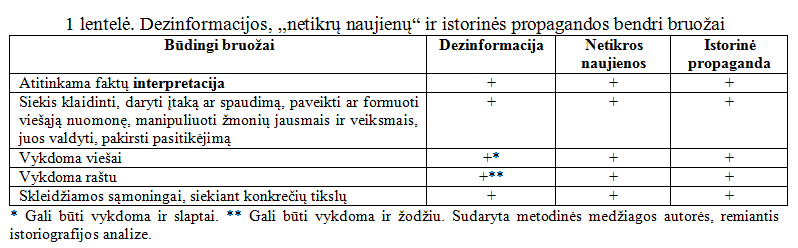 1 lentelė. Dezinformacijos, „netikrų naujienų“ ir istorinės propagandos bendri bruožai
Būdingi bruožai Dezinformacija Netikros naujienos Istorinė propaganda
Atitinkama faktų interpretacija + + +
Siekis klaidinti, daryti įtaką ar spaudimą, paveikti ar formuoti + + +
viešąją nuomonę, manipuliuoti žmonių jausmais ir veiksmais,
juos valdyti, pakirsti pasitikėjimą
Vykdoma viešai +* + +
Vykdoma raštu +** + +
Skleidžiamos sąmoningai, siekiant konkrečių tikslų + + +
* Gali būti vykdoma ir slaptai. ** Gali būti vykdoma ir žodžiu. Sudaryta metodinės medžiagos autorės, remiantis
istoriografijos analize.